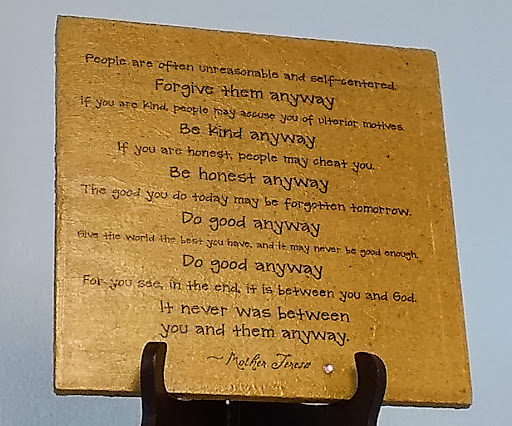 People are often unreasonable and self-centered.
Forgive them anyway
If you are kind, people may accuse you of ulterior motives.
Be kind anyway
If you are honest, people may cheat you.
Be honest anyway
The good you do today may be forgotten tomorrow.
Do good anyway
Give the world the best you have, and it may never be good enough.
Do good anyway
For you see, in the end, it is between you and God.
It never was between
you and them anyway.
~ Mother Teresa